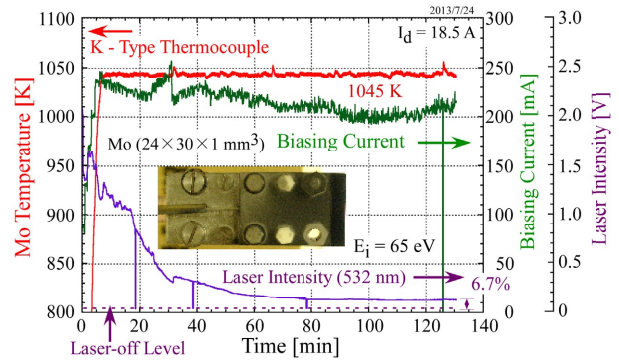 2013/7/24
1100
K - Type Thermocouple
I_d = 18.5 A
300
3.0
1050
250
2.5
1045 K
1000
200
2.0
Mo (24×30×1 mm³)
Biasing Current
950
150
1.5
900
100
1.0
E_i = 65 eV
850
50
0.5
Laser Intensity (532 nm)
6.7%
800
0
0.0
0
20
40
60
80
100
120
140
Laser-off Level
Time [min]
Mo Temperature [K]
Biasing Current [mA]
Laser Intensity [V]